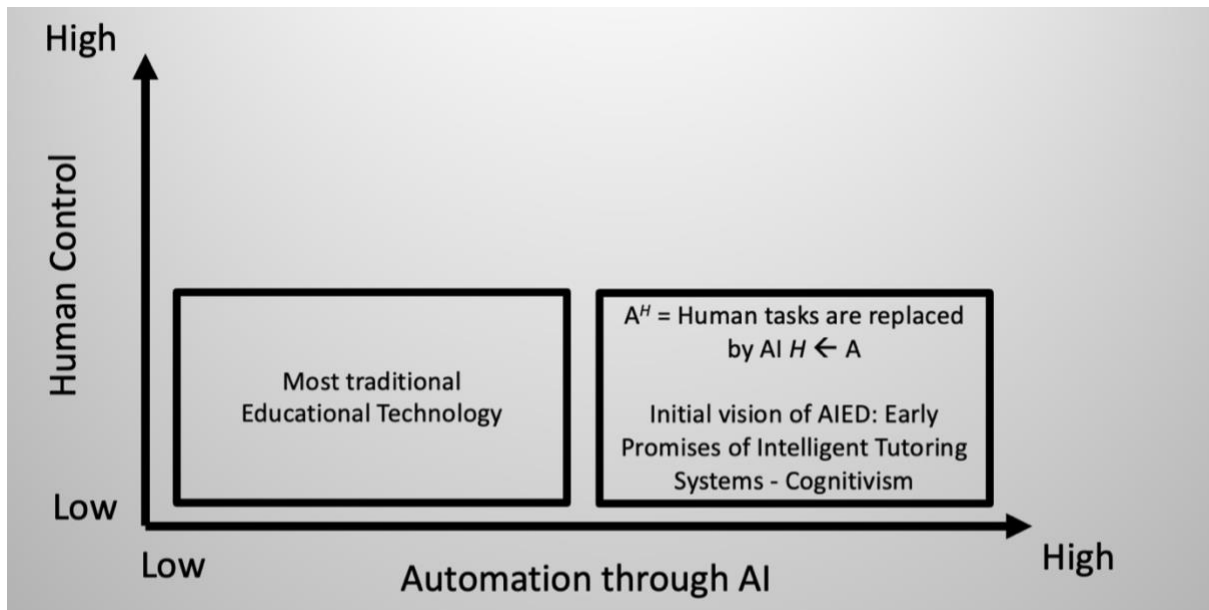 High
Human Control
Low
Most traditional
Educational Technology
Aᴴ = Human tasks are replaced
by AI H ← A
Initial vision of AIED: Early
Promises of Intelligent Tutoring
Systems - Cognitivism
Low
Automation through AI
High